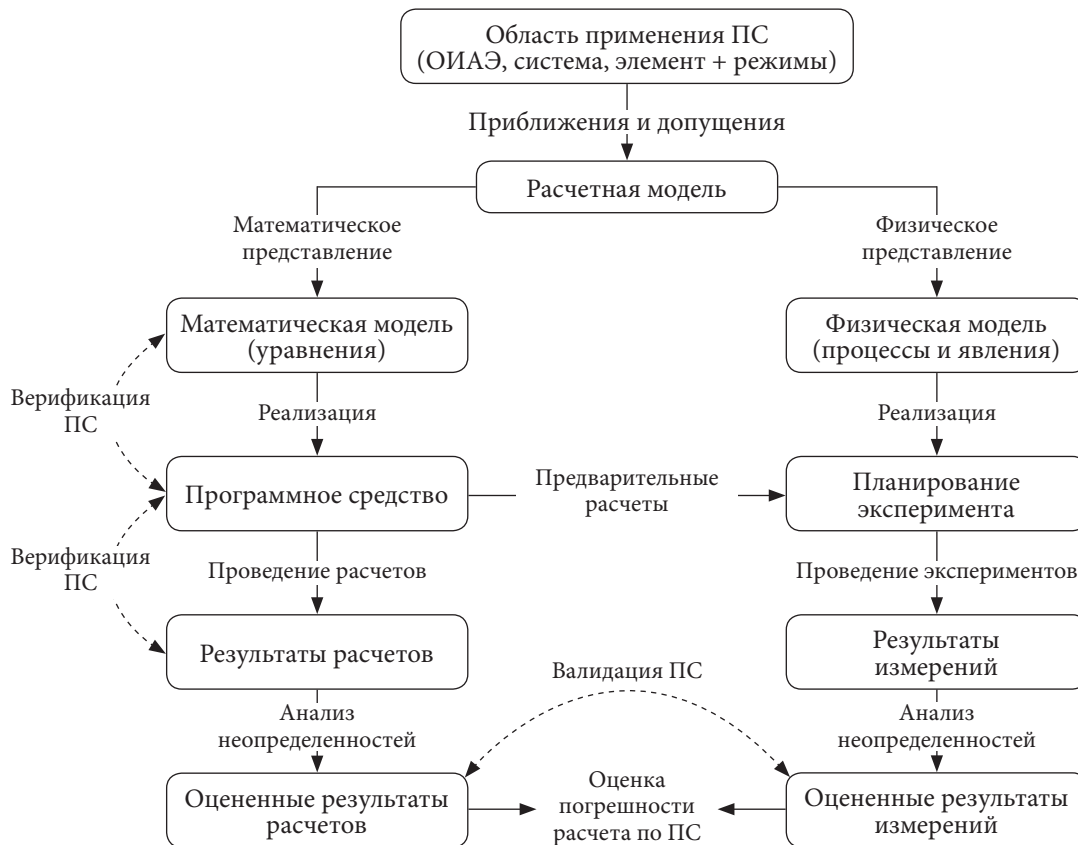 Область применения ПС
(ОИАЭ, система, элемент + режимы)
Приближения и допущения
Расчетная модель
Математическое
представление
Физическое
представление
Математическая модель
(уравнения)
Физическая модель
(процессы и явления)
Верификация
ПС
Реализация
Реализация
Программное средство
Предварительные
расчеты
Планирование
эксперимента
Верификация
ПС
Проведение расчетов
Проведение экспериментов
Результаты расчетов
Результаты
измерений
Валидация ПС
Анализ
неопределенностей
Анализ
неопределенностей
Оцененные результаты
расчетов
Оценка
погрешности
расчета по ПС
Оцененные результаты
измерений